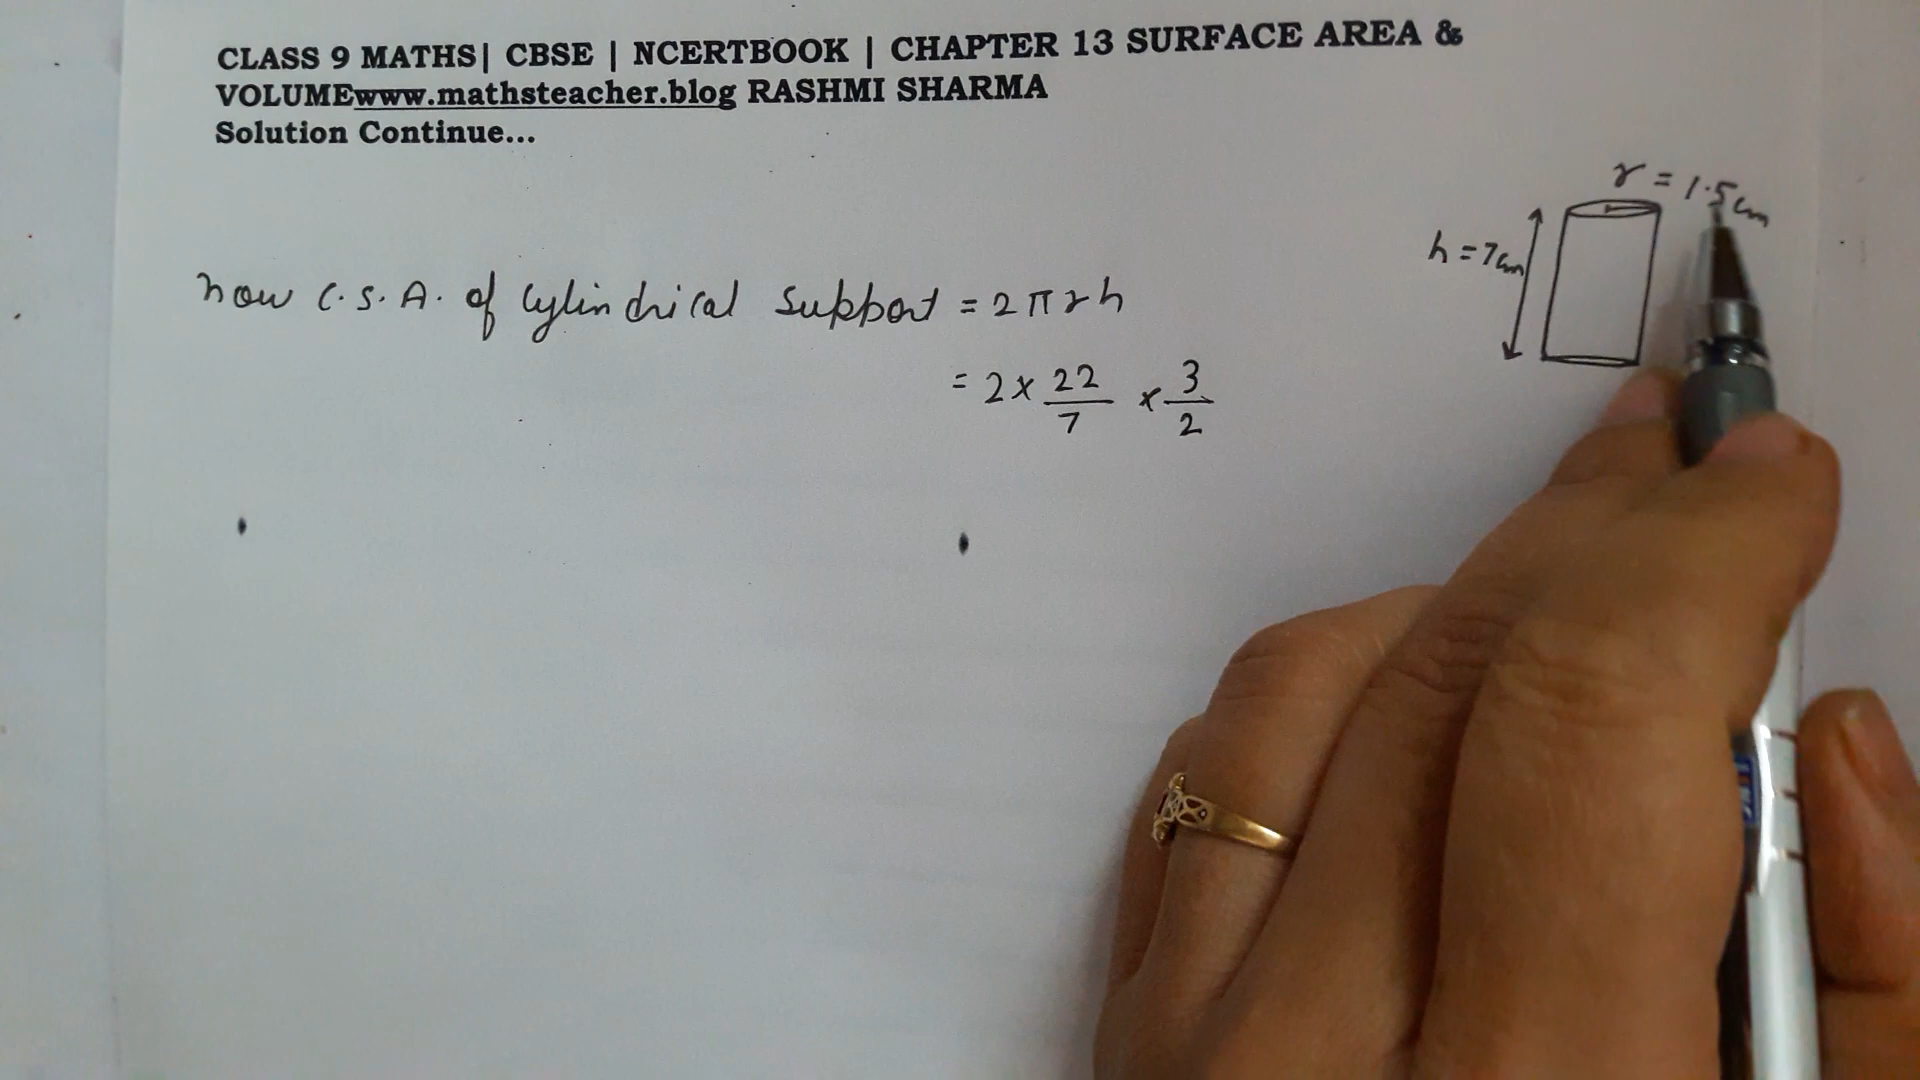 CLASS 9 MATHS| CBSE | NCERTBOOK | CHAPTER 13 SURFACE AREA &
VOLUMEwww.mathsteacher.blog RASHMI SHARMA
Solution Continue...
r = 1.5cm
h = 7cm
now C.S.A. of Cylindrical Support = 2πrh
= 2 × 22/7 × 3/2